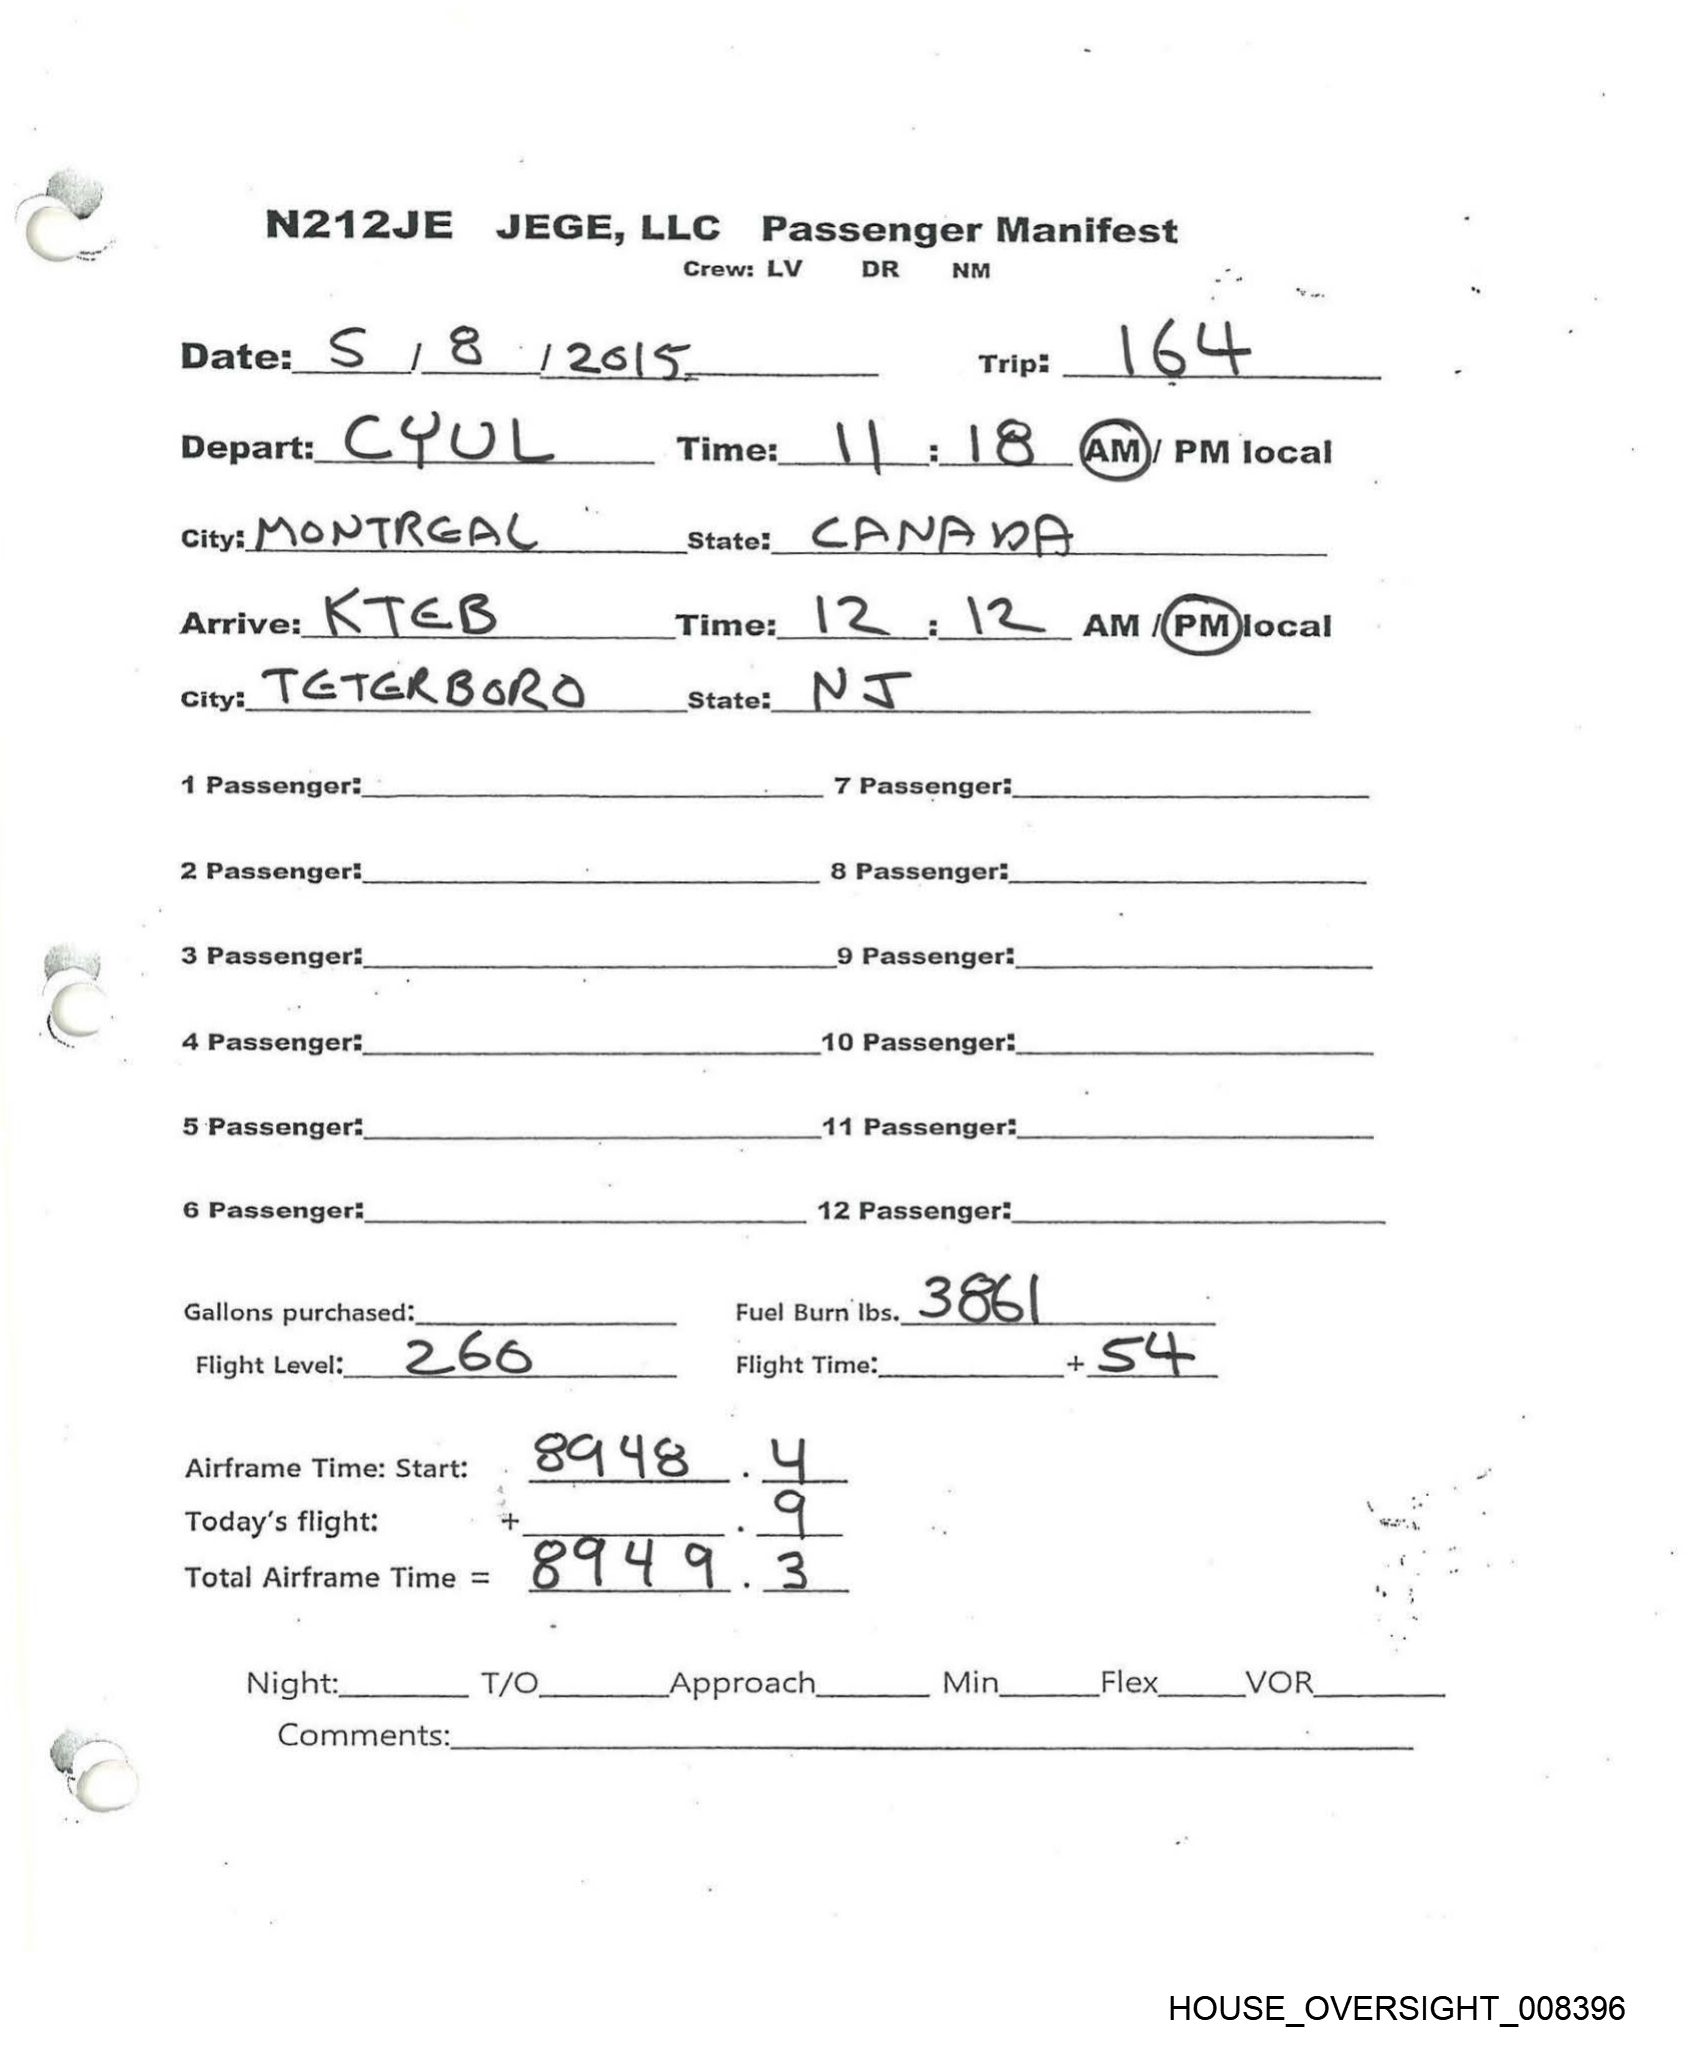 N212JE JEGE, LLC Passenger Manifest
Crew: LV DR NM
Date: 5 / 8 / 2015 Trip: 164
Depart: CYUL Time: 11 : 18 AM / PM local
City: MONTREAL State: CANADA
Arrive: KTEB Time: 12 : 12 AM / PM local
City: TETERBORO State: NJ
1 Passenger: 7 Passenger:
2 Passenger: 8 Passenger:
3 Passenger: 9 Passenger:
4 Passenger: 10 Passenger:
5 Passenger: 11 Passenger:
6 Passenger: 12 Passenger:
Gallons purchased: Fuel Burn lbs. 3861
Flight Level: 260 Flight Time: + 54
Airframe Time: Start: 8948 . 4
Today's flight: + . 9
Total Airframe Time = 8949 . 3
Night: T/O Approach Min Flex VOR
Comments:
HOUSE_OVERSIGHT_008396